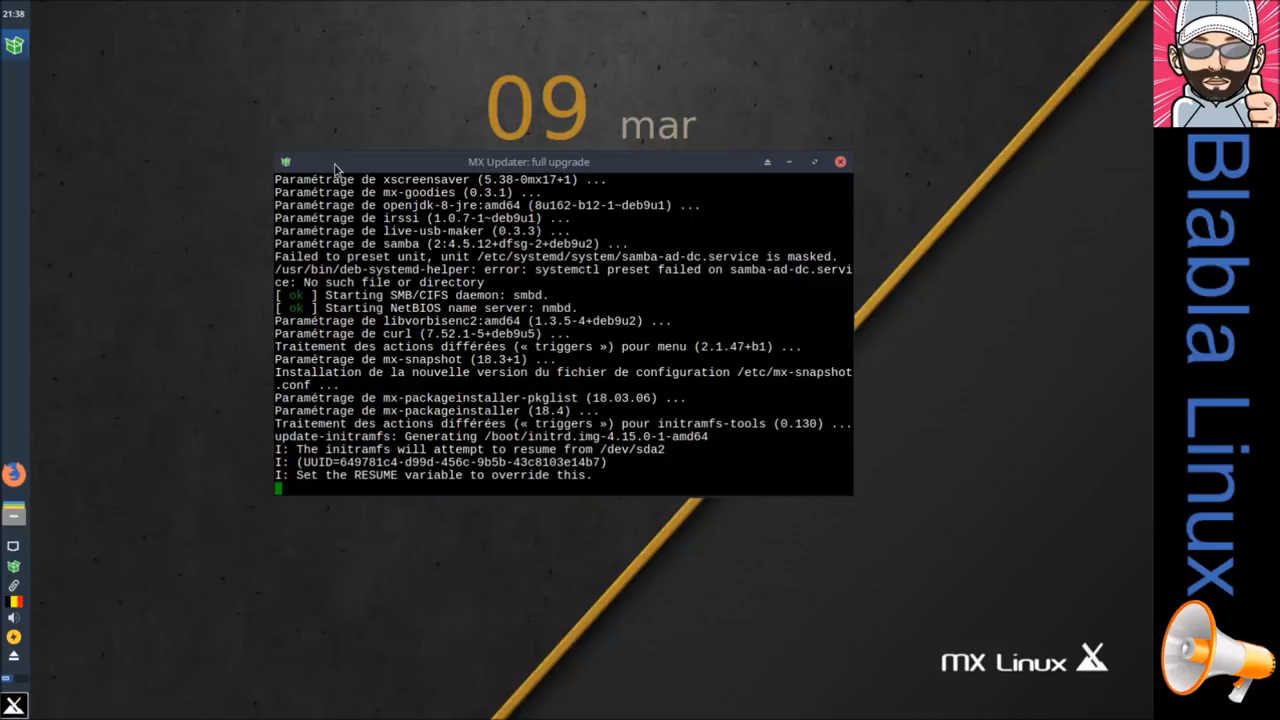 21:38
09 mar
MX Updater: full upgrade
Paramétrage de xscreensaver (5.38-0mx17+1) ...
Paramétrage de mx-goodies (0.3.1) ...
Paramétrage de openjdk-8-jre:amd64 (8u162-b12-1~deb9u1) ...
Paramétrage de irssi (1.0.7-1~deb9u1) ...
Paramétrage de live-usb-maker (0.3.3) ...
Paramétrage de samba (2:4.5.12+dfsg-2+deb9u2) ...
Failed to preset unit, unit /etc/systemd/system/samba-ad-dc.service is masked.
/usr/bin/deb-systemd-helper: error: systemctl preset failed on samba-ad-dc.servi
ce: No such file or directory
[ ok ] Starting SMB/CIFS daemon: smbd.
[ ok ] Starting NetBIOS name server: nmbd.
Paramétrage de libvorbisenc2:amd64 (1.3.5-4+deb9u2) ...
Paramétrage de curl (7.52.1-5+deb9u5) ...
Traitement des actions différées (« triggers ») pour menu (2.1.47+b1) ...
Paramétrage de mx-snapshot (18.3+1) ...
Installation de la nouvelle version du fichier de configuration /etc/mx-snapshot
.conf ...
Paramétrage de mx-packageinstaller-pkglist (18.03.06) ...
Paramétrage de mx-packageinstaller (18.4) ...
Traitement des actions différées (« triggers ») pour initramfs-tools (0.130) ...
update-initramfs: Generating /boot/initrd.img-4.15.0-1-amd64
I: The initramfs will attempt to resume from /dev/sda2
I: (UUID=649781c4-d99d-456c-9b5b-43c8103e14b7)
I: Set the RESUME variable to override this.
MX Linux
Blabla Linux